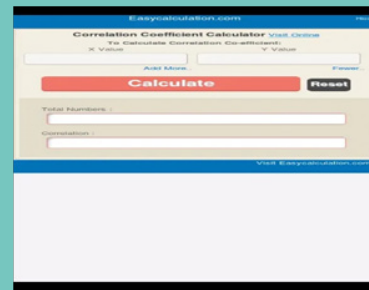 Easycalculation.com
Correlation Coefficient Calculator Visit Online
To Calculate Correlation Co-efficient:
X Value Y Value
Add More.. Fewer..
Calculate Reset
Total Numbers :
Correlation :
Visit Easycalculation.com